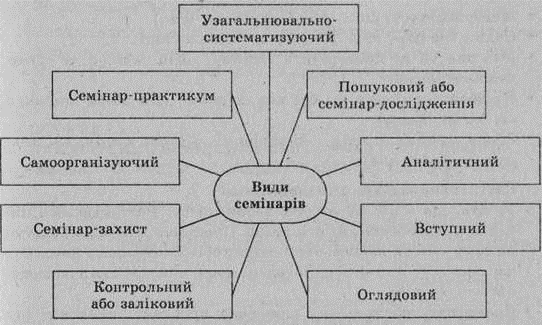 Узагальнювально-
систематизуючий
Семінар-практикум
Пошуковий або
семінар-дослідження
Самоорганізуючий
Аналітичний
Види
семінарів
Семінар-захист
Вступний
Контрольний
або заліковий
Оглядовий